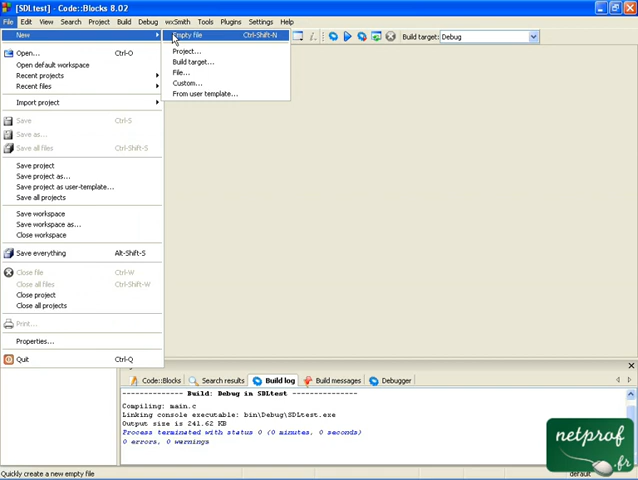 [SDLtest] - Code::Blocks 8.02
File Edit View Search Project Build Debug wxSmith Tools Plugins Settings Help
New
Empty file Ctrl-Shift-N
Build target: Debug
Project...
Open... Ctrl-O
Build target...
Open default workspace
File...
Recent projects
Custom...
Recent files
From user template...
Import project
Save Ctrl-S
Save as...
Save all files Ctrl-Shift-S
Save project
Save project as...
Save project as user-template...
Save all projects
Save workspace
Save workspace as...
Close workspace
Save everything Alt-Shift-S
Close file Ctrl-W
Close all files Ctrl-Shift-W
Close project
Close all projects
Print...
Properties...
Quit Ctrl-Q
Code::Blocks Search results Build log Build messages Debugger
-------------- Build: Debug in SDLtest ---------------
Compiling: main.c
Linking console executable: bin\Debug\SDLtest.exe
Output size is 241.62 KB
Process terminated with status 0 (0 minutes, 0 seconds)
0 errors, 0 warnings
netprof
.fr
Quickly create a new empty file
default